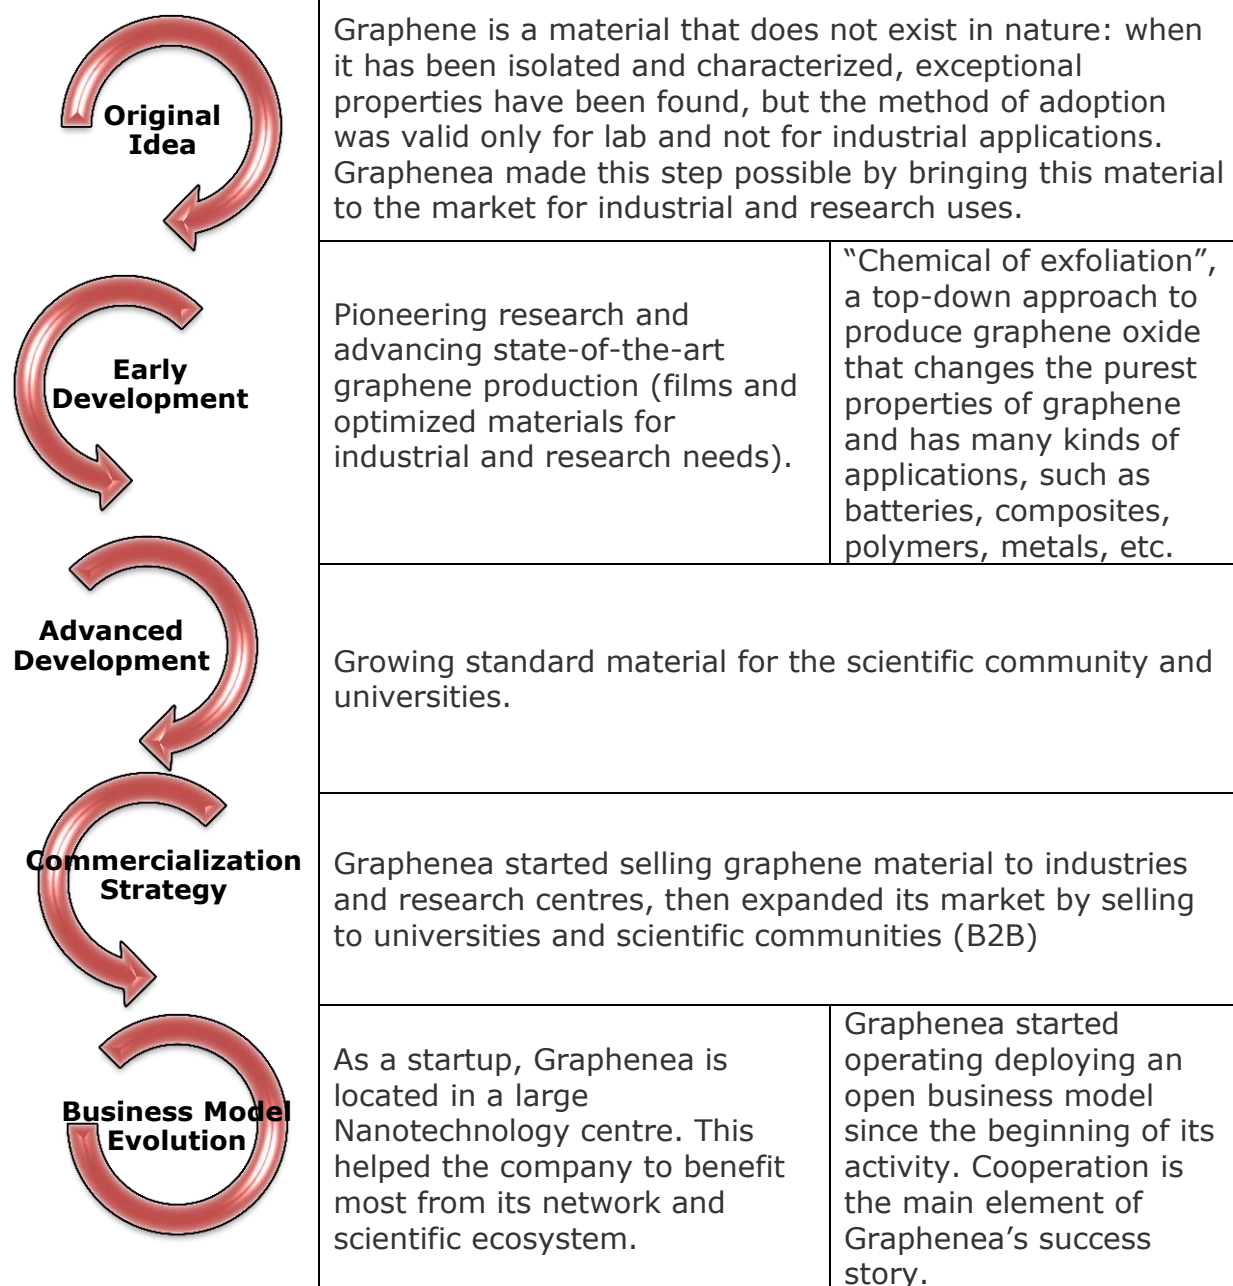 Original
Idea
Graphene is a material that does not exist in nature: when
it has been isolated and characterized, exceptional
properties have been found, but the method of adoption
was valid only for lab and not for industrial applications.
Graphenea made this step possible by bringing this material
to the market for industrial and research uses.
Early
Development
Pioneering research and
advancing state-of-the-art
graphene production (films and
optimized materials for
industrial and research needs).
“Chemical of exfoliation”,
a top-down approach to
produce graphene oxide
that changes the purest
properties of graphene
and has many kinds of
applications, such as
batteries, composites,
polymers, metals, etc.
Advanced
Development
Growing standard material for the scientific community and
universities.
Commercialization
Strategy
Graphenea started selling graphene material to industries
and research centres, then expanded its market by selling
to universities and scientific communities (B2B)
Business Model
Evolution
As a startup, Graphenea is
located in a large
Nanotechnology centre. This
helped the company to benefit
most from its network and
scientific ecosystem.
Graphenea started
operating deploying an
open business model
since the beginning of its
activity. Cooperation is
the main element of
Graphenea’s success
story.